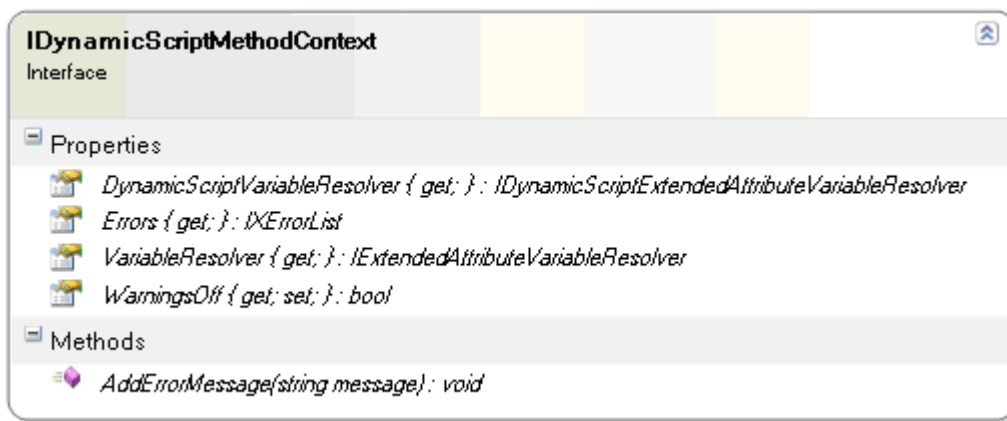 IDynamicScriptMethodContext
Interface
Properties
DynamicScriptVariableResolver { get; } : IDynamicScriptExtendedAttributeVariableResolver
Errors { get; } : IXErrorList
VariableResolver { get; } : IExtendedAttributeVariableResolver
WarningsOff { get; set; } : bool
Methods
AddErrorMessage(string message) : void